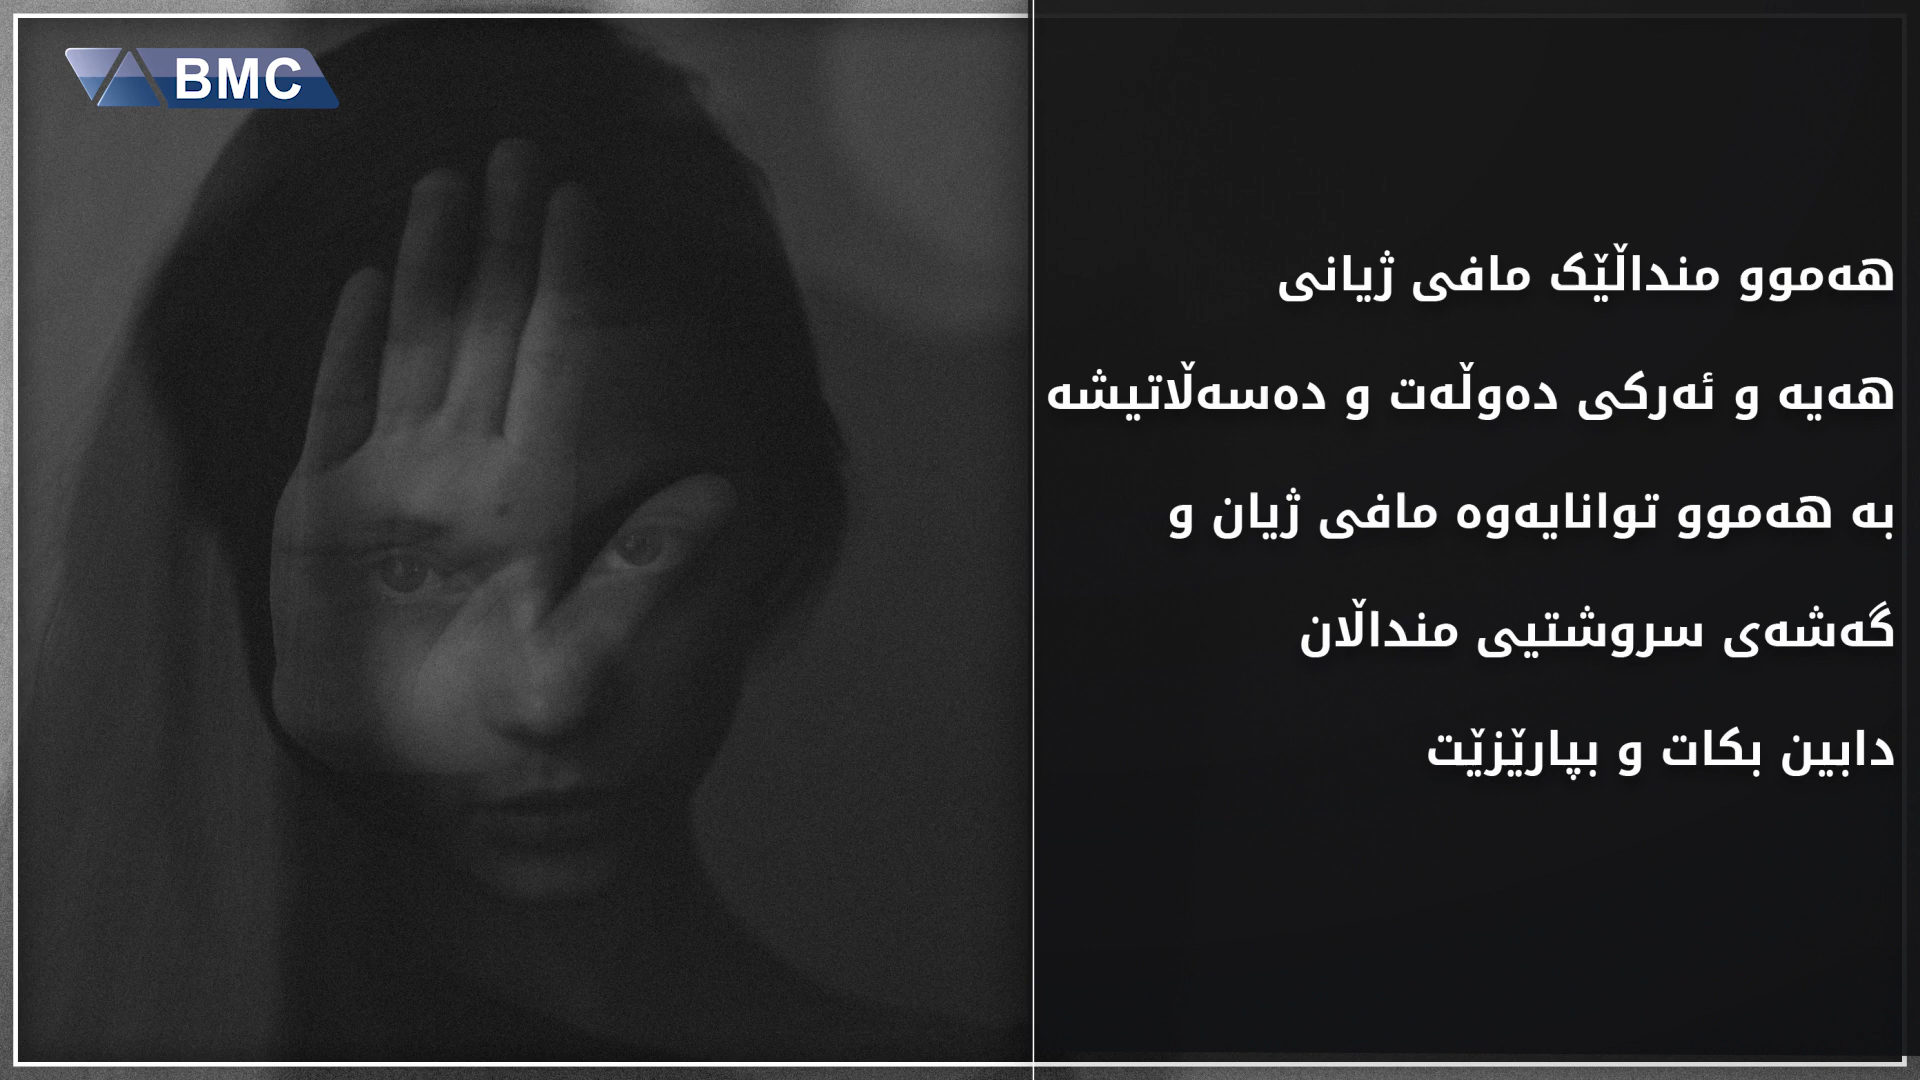 BMC
هەموو منداڵێک مافی ژیانی
هەیە و ئەرکی دەوڵەت و دەسەڵاتیشە
بە هەموو توانایەوە مافی ژیان و
گەشەی سروشتیی منداڵان
دابین بکات و بپارێزێت